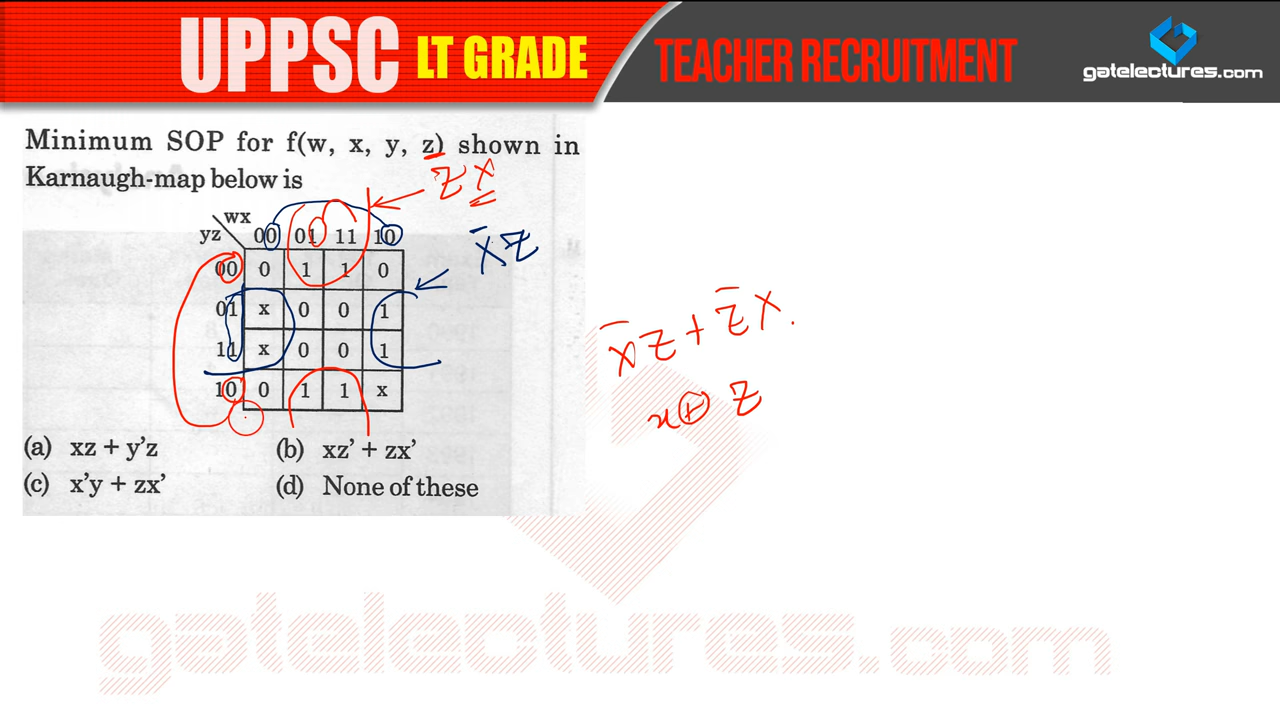 UPPSC LT GRADE TEACHER RECRUITMENT
gatelectures.com
Minimum SOP for f(w, x, y, z) shown in
Karnaugh-map below is
z x
wx
yz 00 01 11 10
x̄ z
00 0 1 1 0
01 x 0 0 1
11 x 0 0 1
10 0 1 1 x
x̄ z + z̄ x.
x ⊕ z
(a) xz + y’z (b) xz’ + zx’
(c) x’y + zx’ (d) None of these
gatelectures.com